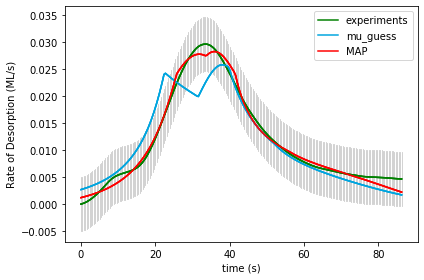 experiments
mu_guess
MAP
Rate of Desorption (ML/s)
0.035
0.030
0.025
0.020
0.015
0.010
0.005
0.000
−0.005
0 20 40 60 80
time (s)